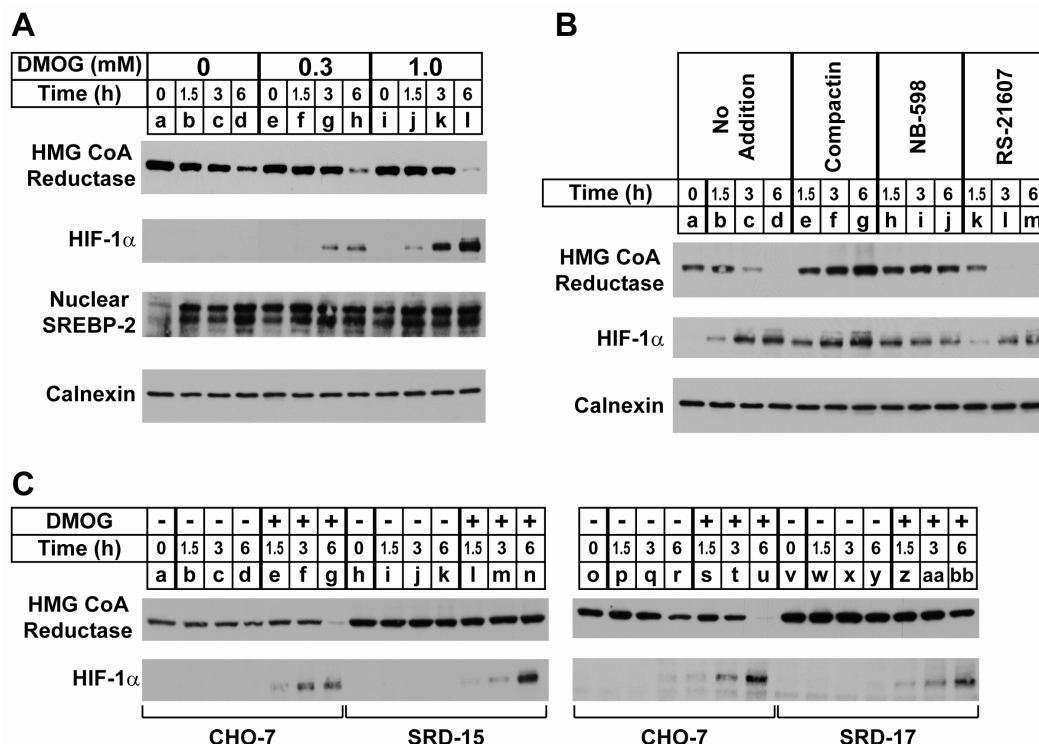 A
DMOG (mM) 0 0.3 1.0
Time (h) 0 1.5 3 6 0 1.5 3 6 0 1.5 3 6
a b c d e f g h i j k l
HMG CoA
Reductase
HIF-1α
Nuclear
SREBP-2
Calnexin
B
No
Addition
Compactin
NB-598
RS-21607
Time (h) 0 1.5 3 6 1.5 3 6 1.5 3 6 1.5 3 6
a b c d e f g h i j k l m
HMG CoA
Reductase
HIF-1α
Calnexin
C
DMOG - - - - + + + - - - - + + + - - - - + + + - - - - + + +
Time (h) 0 1.5 3 6 1.5 3 6 0 1.5 3 6 1.5 3 6 0 1.5 3 6 1.5 3 6 0 1.5 3 6 1.5 3 6
a b c d e f g h i j k l m n o p q r s t u v w x y z aa bb
HMG CoA
Reductase
HIF-1α
CHO-7 SRD-15 CHO-7 SRD-17